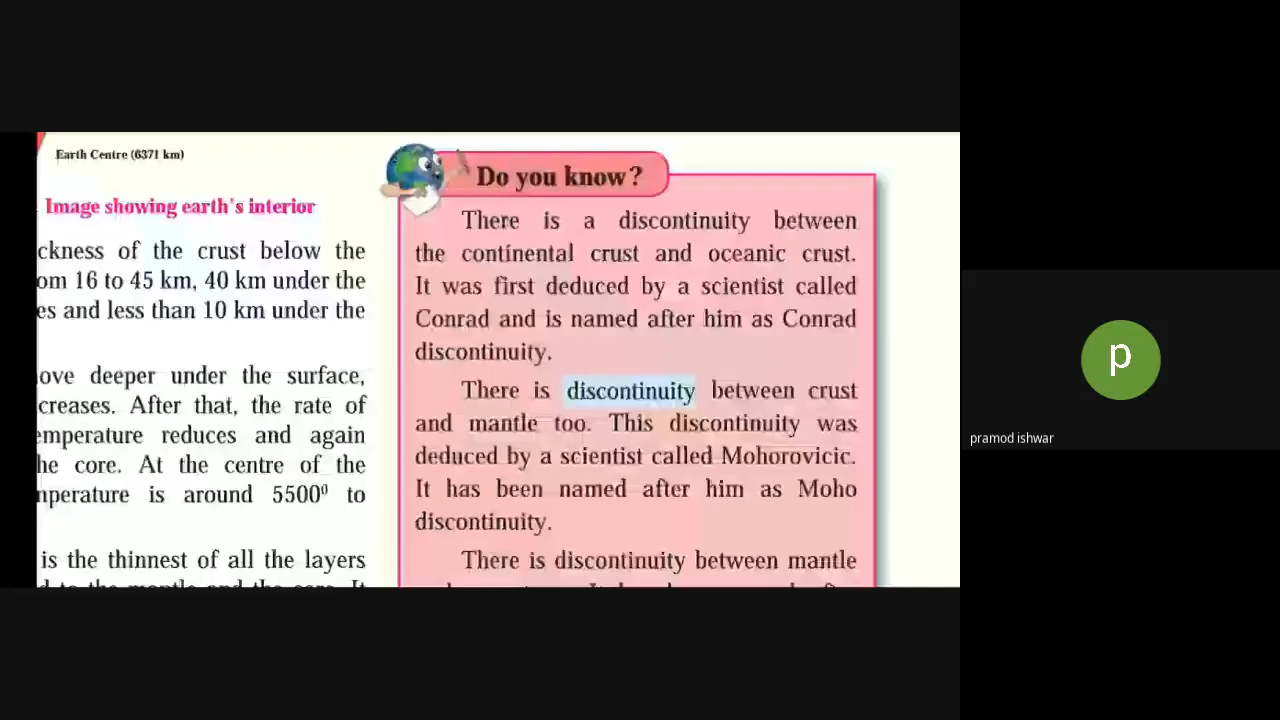 Earth Centre (6371 km)
Image showing earth's interior
ckness of the crust below the
om 16 to 45 km, 40 km under the
es and less than 10 km under the
ove deeper under the surface,
creases. After that, the rate of
emperature reduces and again
he core. At the centre of the
nperature is around 5500⁰ to
is the thinnest of all the layers
Do you know?
There is a discontinuity between
the continental crust and oceanic crust.
It was first deduced by a scientist called
Conrad and is named after him as Conrad
discontinuity.
There is discontinuity between crust
and mantle too. This discontinuity was
deduced by a scientist called Mohorovicic.
It has been named after him as Moho
discontinuity.
There is discontinuity between mantle
p
pramod ishwar